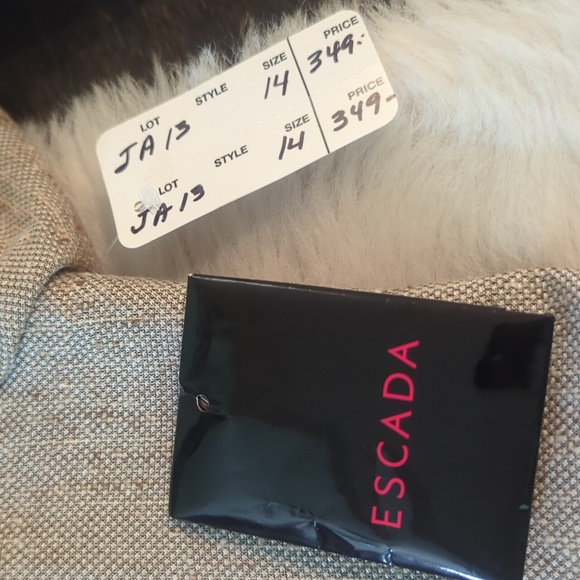 LOT STYLE SIZE PRICE
JA13 14 349.-
LOT STYLE SIZE PRICE
JA13 14 349-
ESCADA